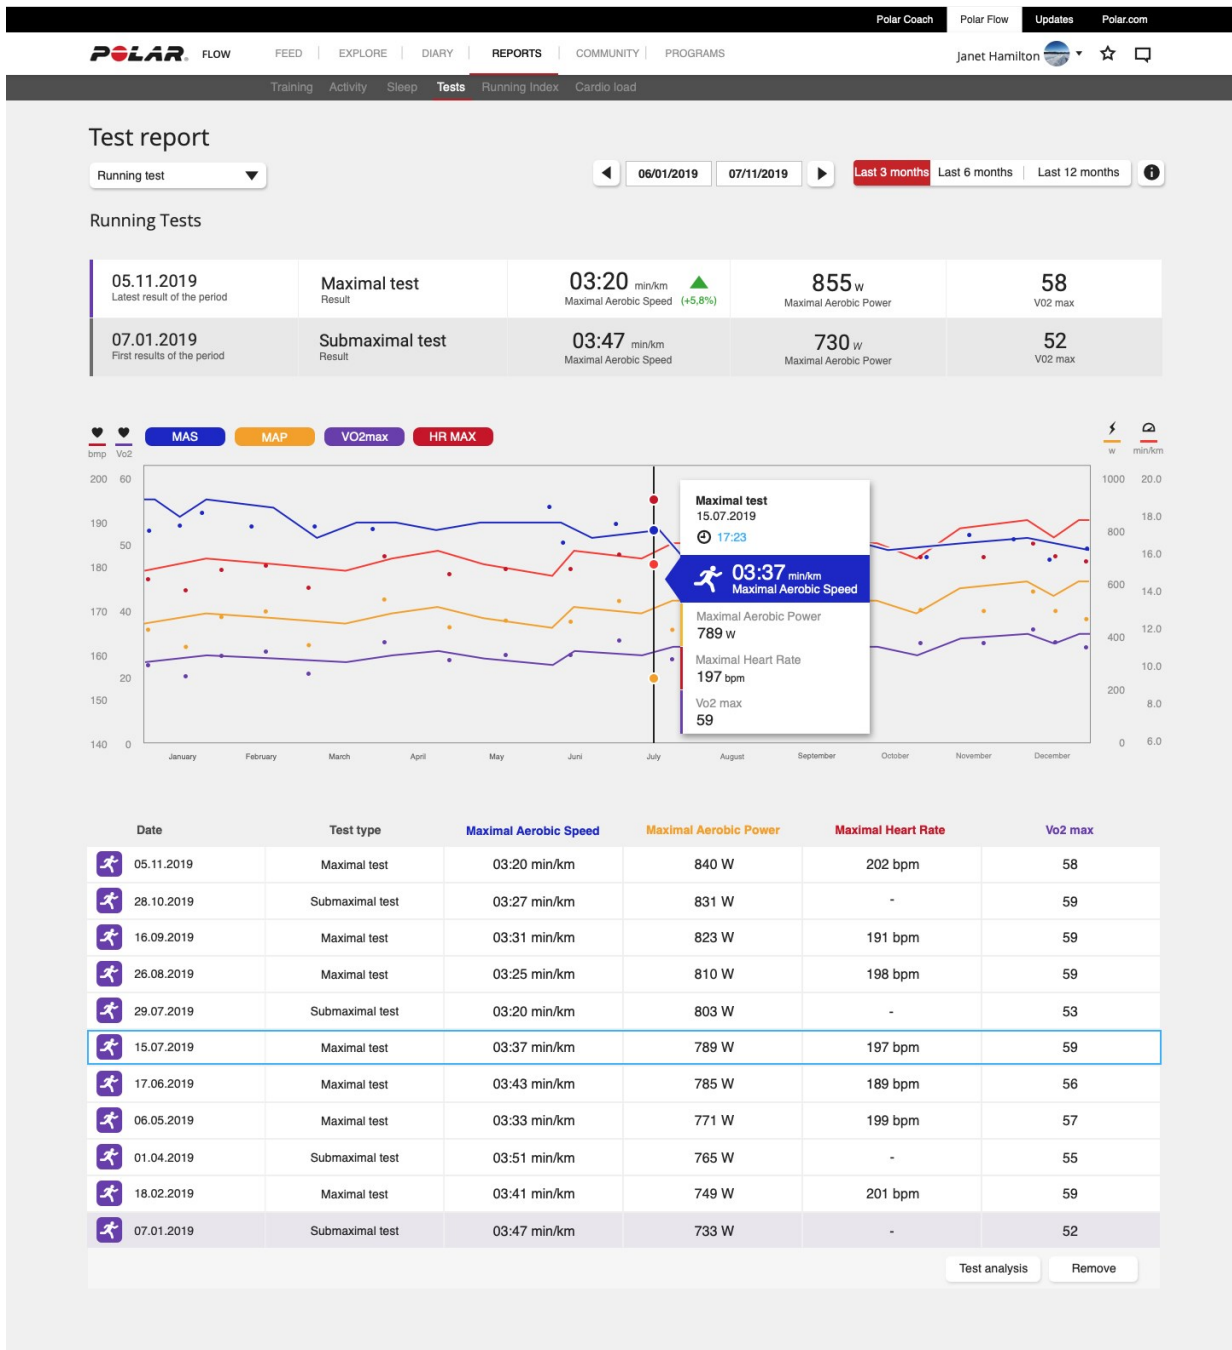 Polar Coach Polar Flow Updates Polar.com
POLAR. FLOW FEED EXPLORE DIARY REPORTS COMMUNITY PROGRAMS Janet Hamilton
Training Activity Sleep Tests Running Index Cardio load
Test report
Running test 06/01/2019 07/11/2019 Last 3 months Last 6 months Last 12 months
Running Tests
05.11.2019 Maximal test 03:20 min/km 855 w 58
Latest result of the period Result Maximal Aerobic Speed (+5,8%) Maximal Aerobic Power V02 max
07.01.2019 Submaximal test 03:47 min/km 730 w 52
First results of the period Result Maximal Aerobic Speed Maximal Aerobic Power V02 max
MAS MAP VO2max HR MAX
bmp Vo2 w min/km
200 60 1000 20.0
190 800 18.0
50 16.0
180 600 14.0
170 40 400 12.0
160 10.0
20 200
150 8.0
140 0 0 6.0
Maximal test
15.07.2019
17:23
03:37 min/km
Maximal Aerobic Speed
Maximal Aerobic Power
789 w
Maximal Heart Rate
197 bpm
Vo2 max
59
January February March April May Juni July August September October November December
Date Test type Maximal Aerobic Speed Maximal Aerobic Power Maximal Heart Rate Vo2 max
05.11.2019 Maximal test 03:20 min/km 840 W 202 bpm 58
28.10.2019 Submaximal test 03:27 min/km 831 W - 59
16.09.2019 Maximal test 03:31 min/km 823 W 191 bpm 59
26.08.2019 Maximal test 03:25 min/km 810 W 198 bpm 59
29.07.2019 Submaximal test 03:20 min/km 803 W - 53
15.07.2019 Maximal test 03:37 min/km 789 W 197 bpm 59
17.06.2019 Maximal test 03:43 min/km 785 W 189 bpm 56
06.05.2019 Maximal test 03:33 min/km 771 W 199 bpm 57
01.04.2019 Submaximal test 03:51 min/km 765 W - 55
18.02.2019 Maximal test 03:41 min/km 749 W 201 bpm 59
07.01.2019 Submaximal test 03:47 min/km 733 W - 52
Test analysis Remove